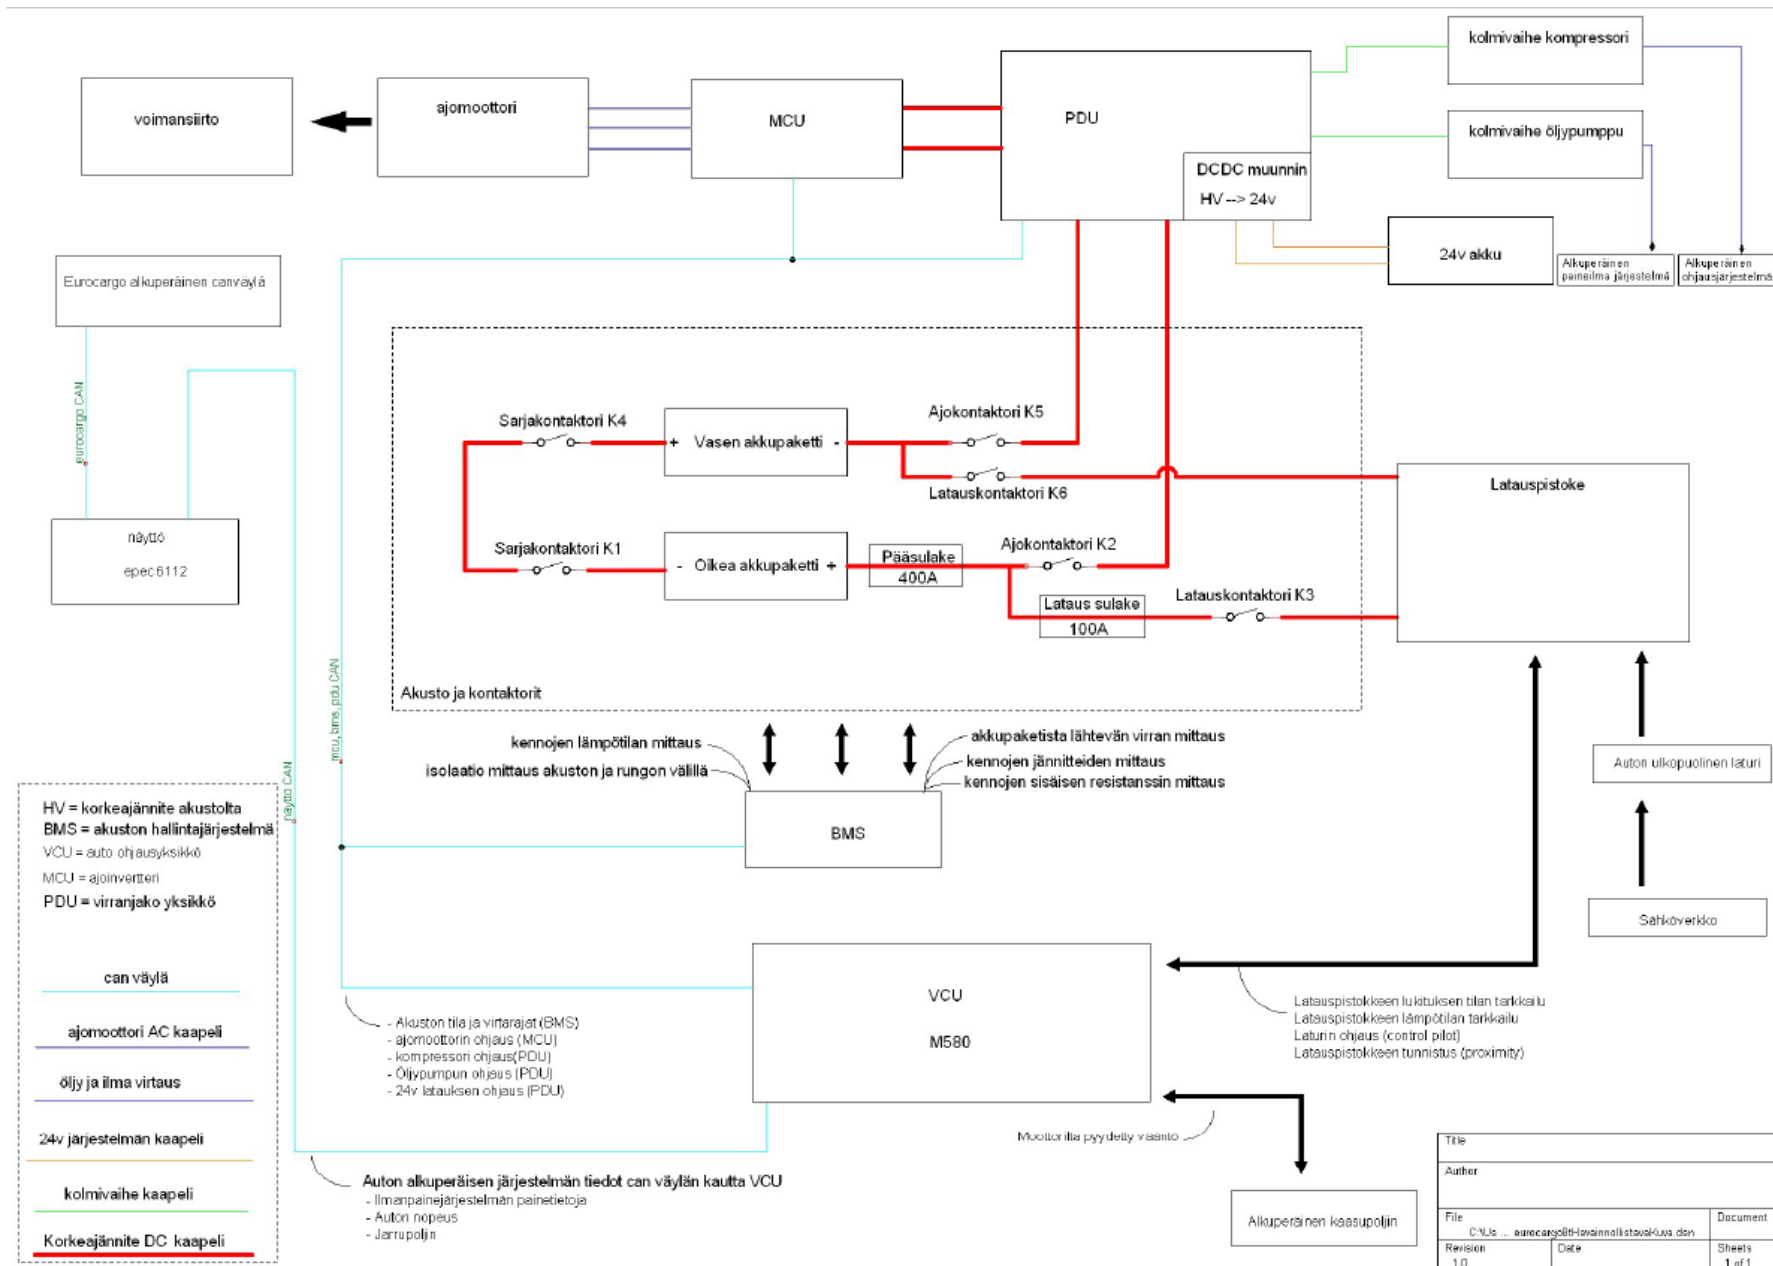 kolmivaihe kompressori
voimansiirto
ajomoottori
MCU
PDU
kolmivaihe öljypumppu
DCDC muunnin
HV --> 24v
24v akku
Alkuperäinen
paineilma järjestelmä
Alkuperäinen
ohjausjärjestelmä
Eurocargo alkuperäinen canväylä
eurocargo CAN
näyttö
epec 6112
Sarjakontaktori K4
+ Vasen akkupaketti -
Ajokontaktori K5
Latauskontaktori K6
Latauspistoke
Sarjakontaktori K1
- Oikea akkupaketti +
Pääsulake
400A
Ajokontaktori K2
Lataus sulake
100A
Latauskontaktori K3
Akusto ja kontaktorit
mcu, bms, pdu CAN
näyttö CAN
kennojen lämpötilan mittaus
isolaatio mittaus akuston ja rungon välillä
akkupaketista lähtevän virran mittaus
kennojen jännitteiden mittaus
kennojen sisäisen resistanssin mittaus
BMS
Auton ulkopuolinen laturi
Sähköverkko
HV = korkeajännite akustolta
BMS = akuston hallintajärjestelmä
VCU = auto ohjausyksikkö
MCU = ajoinvertteri
PDU = virranjako yksikkö
can väylä
ajomoottori AC kaapeli
öljy ja ilma virtaus
24v järjestelmän kaapeli
kolmivaihe kaapeli
Korkeajännite DC kaapeli
VCU
M580
- Akuston tila ja virtarajat (BMS)
- ajomoottorin ohjaus (MCU)
- kompressori ohjaus(PDU)
- Öljypumpun ohjaus (PDU)
- 24v latauksen ohjaus (PDU)
Latauspistokkeen lukituksen tilan tarkkailu
Latauspistokkeen lämpötilan tarkkailu
Laturin ohjaus (control pilot)
Latauspistokkeen tunnistus (proximity)
Moottorilta pyydetty vääntö
Auton alkuperäisen järjestelmän tiedot can väylän kautta VCU
- Ilmanpainejärjestelmän painetietoja
- Auton nopeus
- Jarrupoljin
Alkuperäinen kaasupoljin
Title
Author
File
C:\Us ... eurocargo8t\Havainnollistavakuva.dsn
Document
Revision
1.0
Date
Sheets
1 of 1